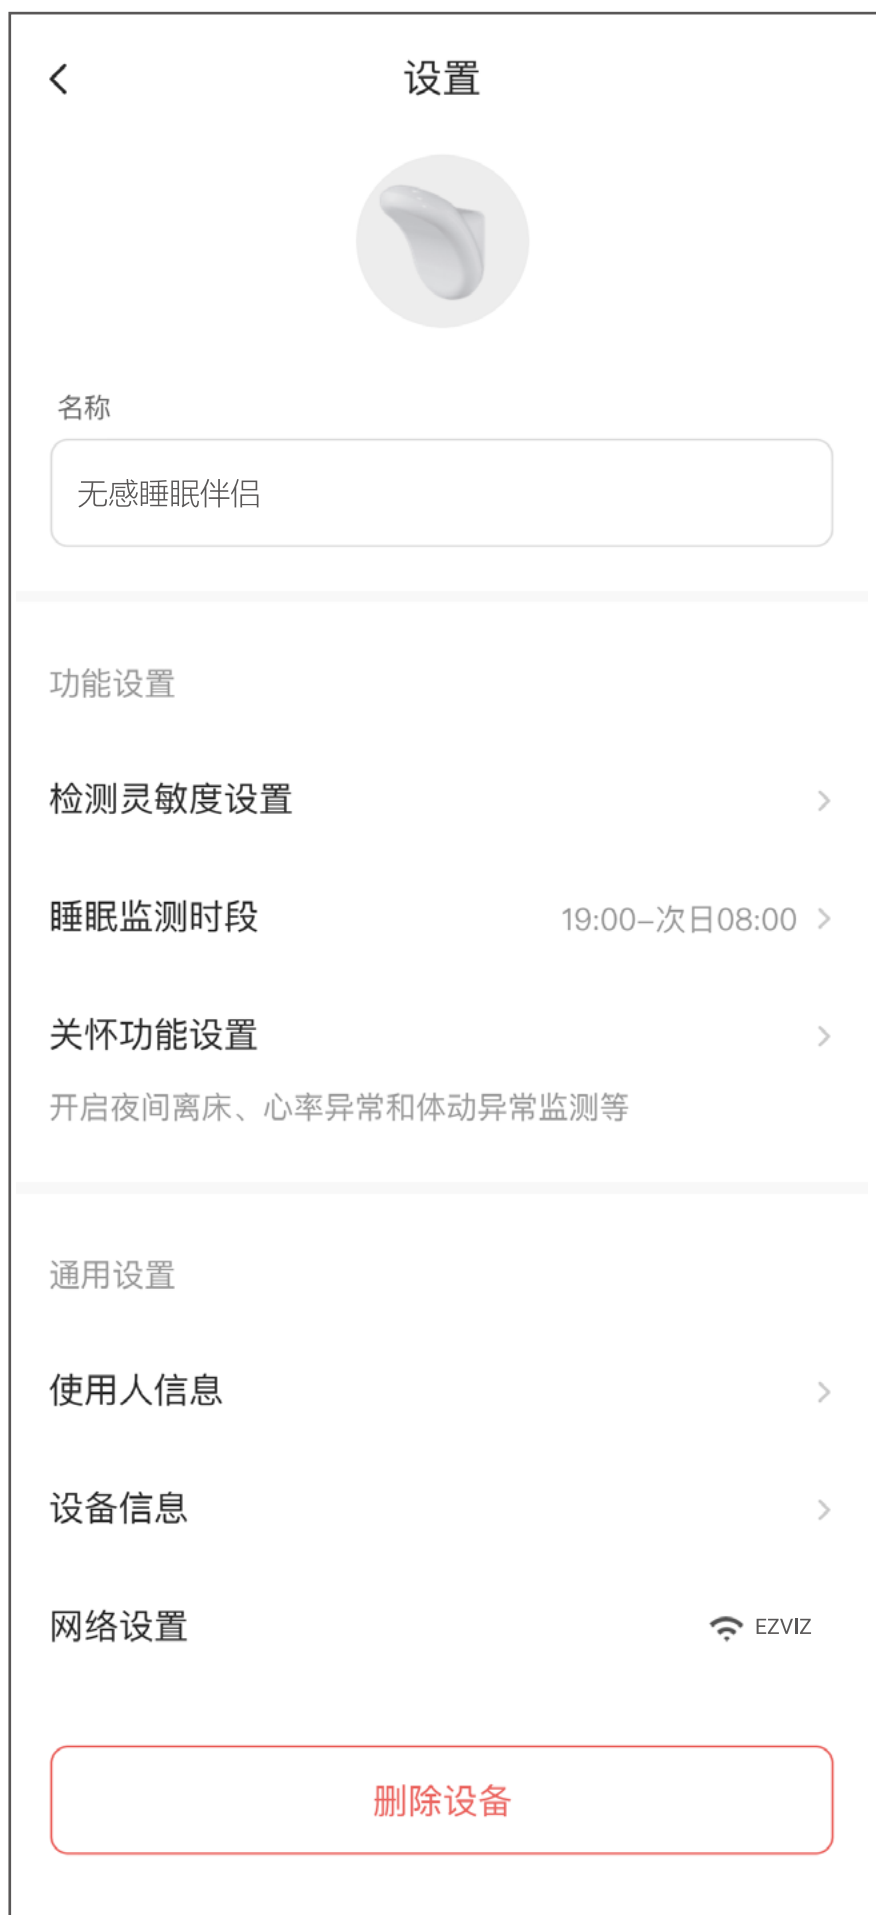 设置
名称
无感睡眠伴侣
功能设置
检测灵敏度设置
睡眠监测时段 19:00–次日08:00
关怀功能设置
开启夜间离床、心率异常和体动异常监测等
通用设置
使用人信息
设备信息
网络设置 EZVIZ
删除设备